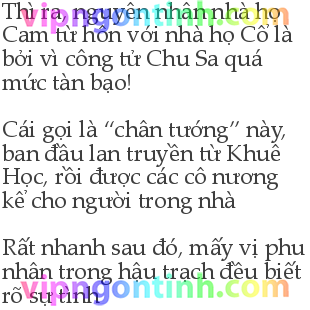 Thì ra, nguyên nhân nhà họ
Cam từ hôn với nhà họ Cố là
bởi vì công tử Chu Sa quá
mức tàn bạo!
Cái gọi là “chân tướng” này,
ban đầu lan truyền từ Khuê
Học, rồi được các cô nương
kể cho người trong nhà
Rất nhanh sau đó, mấy vị phu
nhân trong hậu trạch đều biết
rõ sự tình
vipngontinh.com
vipngontinh.com